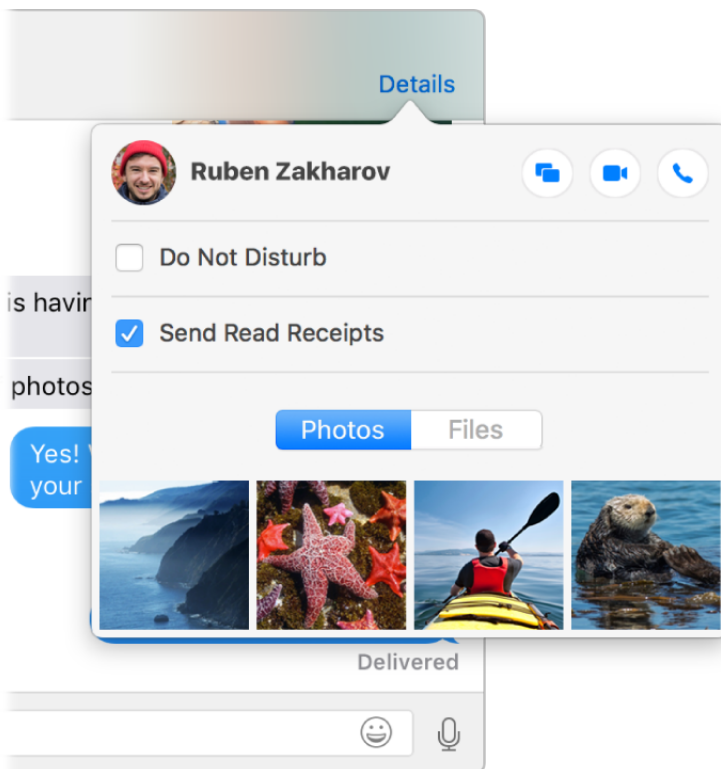 Details
Ruben Zakharov
Do Not Disturb
is havin
Send Read Receipts
photos
Photos
Files
Yes!
your
Delivered